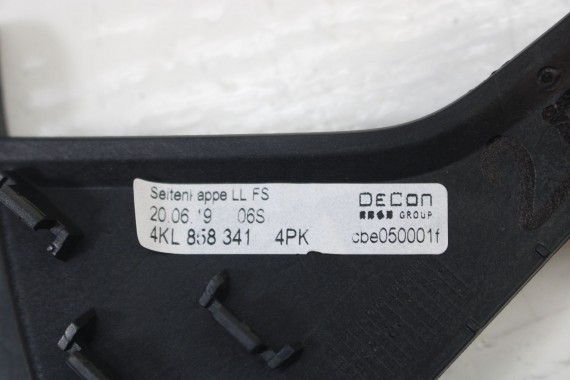 Seitenkappe LL FS
20.06.19 06S
4KL 858 341 4PK
DECON
GROUP
cbe050001f